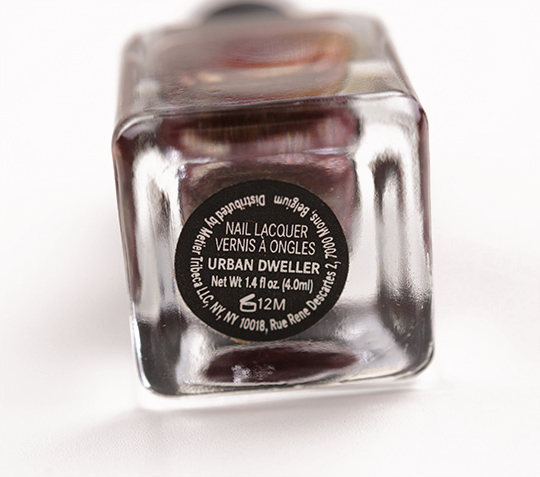 NAIL LACQUER
VERNIS À ONGLES
URBAN DWELLER
Net Wt 1.4 fl oz. (4.0ml)
12M
Distributed by Metier Tribeca LLC, NY, NY 10018, Rue Rene Descartes 2, 7000 Mons, Belgium